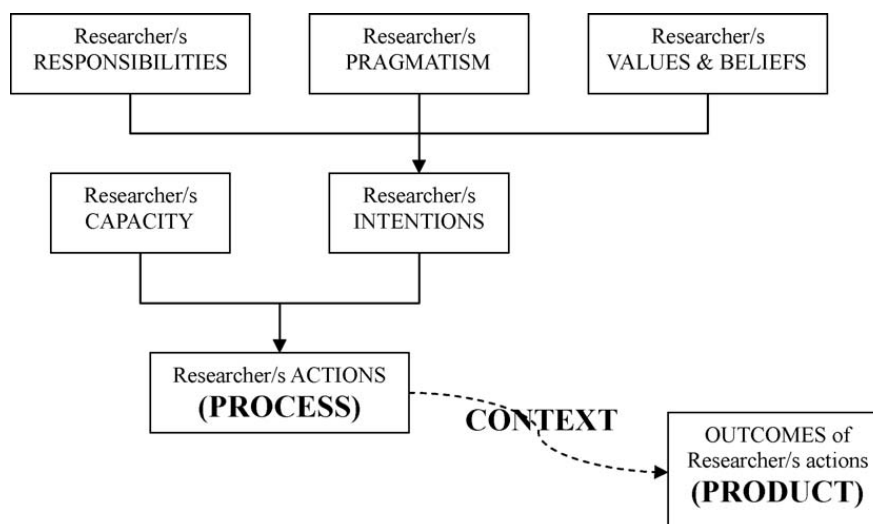 Researcher/s
RESPONSIBILITIES
Researcher/s
PRAGMATISM
Researcher/s
VALUES & BELIEFS
Researcher/s
CAPACITY
Researcher/s
INTENTIONS
Researcher/s ACTIONS
(PROCESS)
CONTEXT
OUTCOMES of
Researcher/s actions
(PRODUCT)